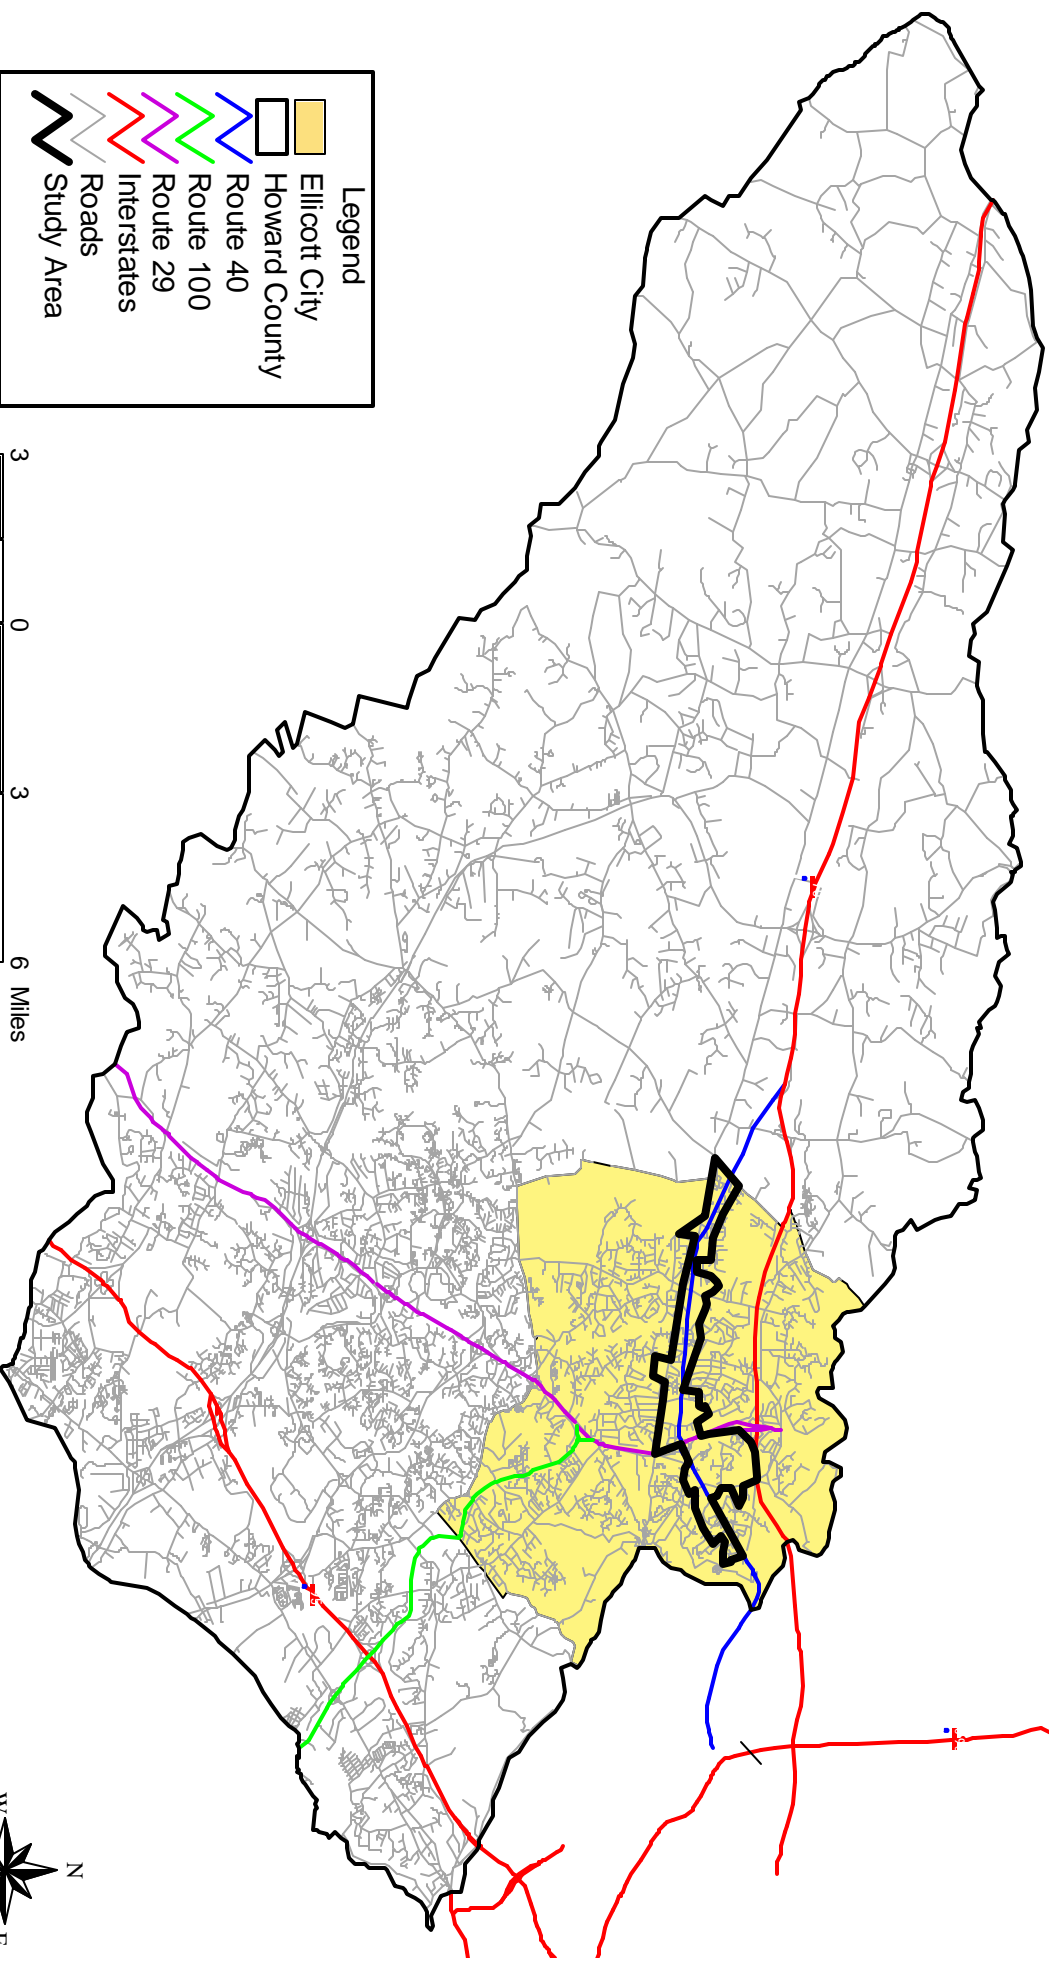 Legend
Ellicott City
Howard County
Route 40
Route 100
Route 29
Interstates
Roads
Study Area
3 0 3 6 Miles
N